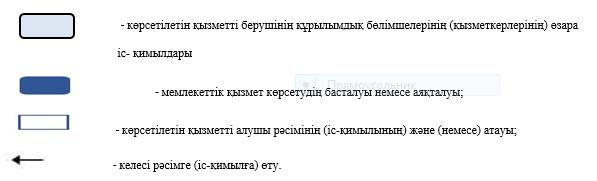 - көрсетілетін қызметті берушінің құрылымдық бөлімшелерінің (қызметкерлерінің) өзара
іс- қимылдары
Прямоугольник
- мемлекеттік қызмет көрсетудің басталуы немесе аяқталуы;
- көрсетілетін қызметті алушы рәсімінің (іс-қимылының) және (немесе) атауы;
- келесі рәсімге (іс-қимылға) өту.